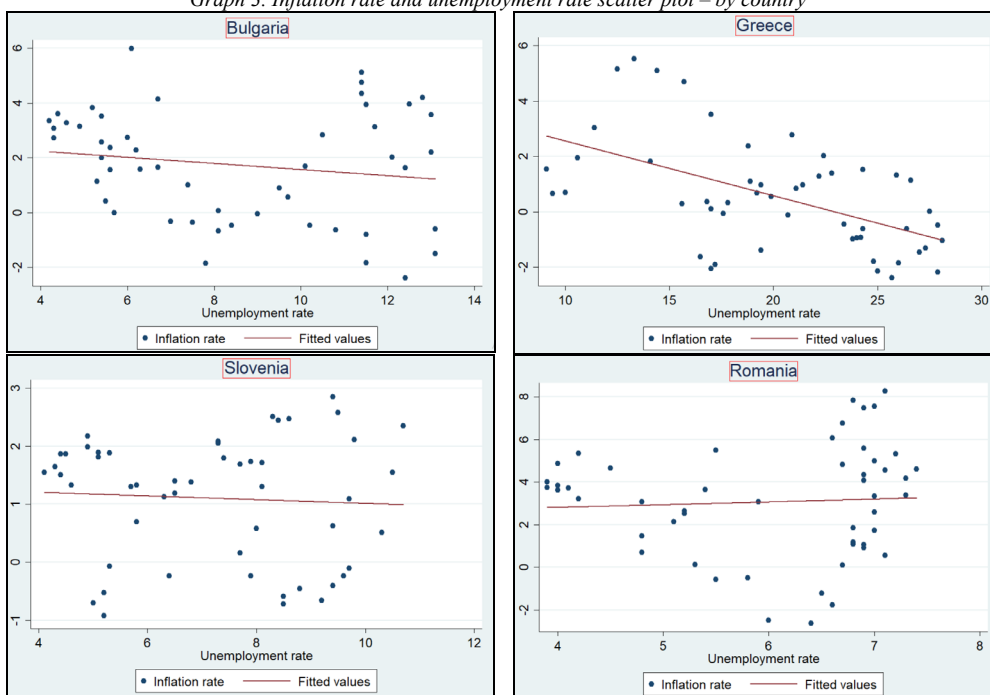 Graph 3. Inflation rate and unemployment rate scatter plot – by country
Bulgaria
6
4
2
0
-2
4 6 8 10 12 14
Unemployment rate
Inflation rate Fitted values
Greece
6
4
2
0
-2
10 15 20 25 30
Unemployment rate
Inflation rate Fitted values
Slovenia
3
2
1
0
-1
4 6 8 10 12
Unemployment rate
Inflation rate Fitted values
Romania
8
6
4
2
0
-2
4 5 6 7 8
Unemployment rate
Inflation rate Fitted values